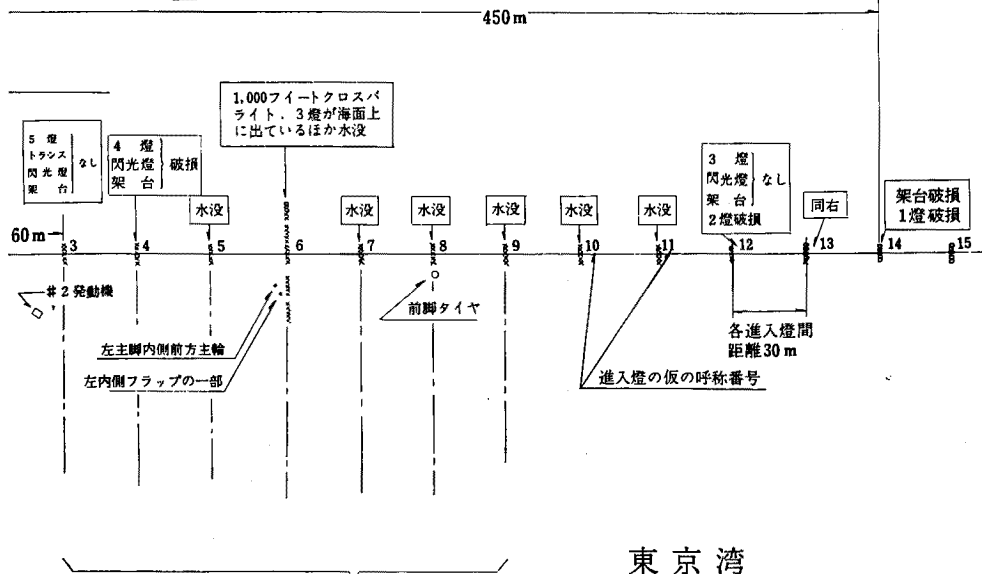 450m
1,000フイートクロスバ
ライト、3燈が海面上
に出ているほか水没
5 燈
トランス
閃光燈
架 台
なし
4 燈
閃光燈
架 台
破損
3 燈
閃光燈
架 台
なし
2燈破損
同右
架台破損
1燈破損
水没
水没
水没
水没
水没
水没
60m
3
4
5
6
7
8
9
10
11
12
13
14
15
#2発動機
前脚タイヤ
各進入燈間
距離30m
左主脚内側前方主輪
左内側フラップの一部
進入燈の仮の呼称番号
東京湾